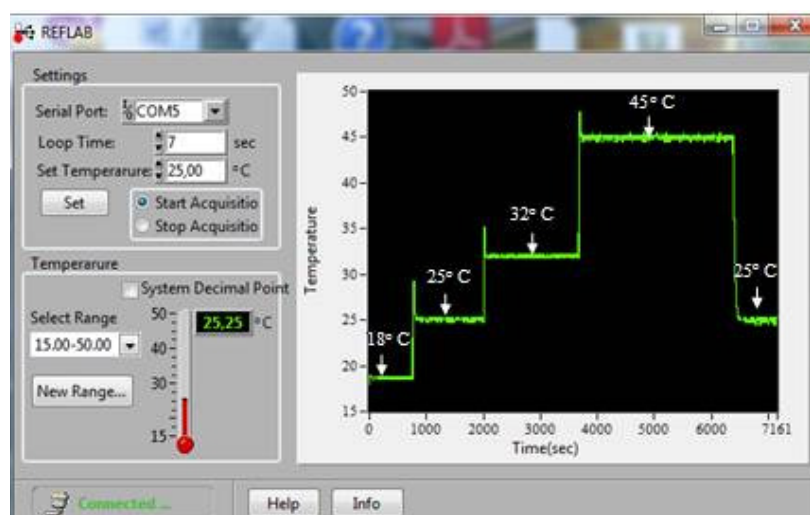 REFLAB
Settings
Serial Port: COM5
Loop Time: 7 sec
Set Temperarure: 25,00 °C
Set
Start Acquisitio
Stop Acquisitio
Temperarure
System Decimal Point
Select Range
15.00-50.00
New Range...
50
40
30
15
25,25 °C
Connected ...
Help
Info
Temperature
50
45
40
35
30
25
20
15
18° C
25° C
32° C
45° C
25° C
0 1000 2000 3000 4000 5000 6000 7161
Time(sec)